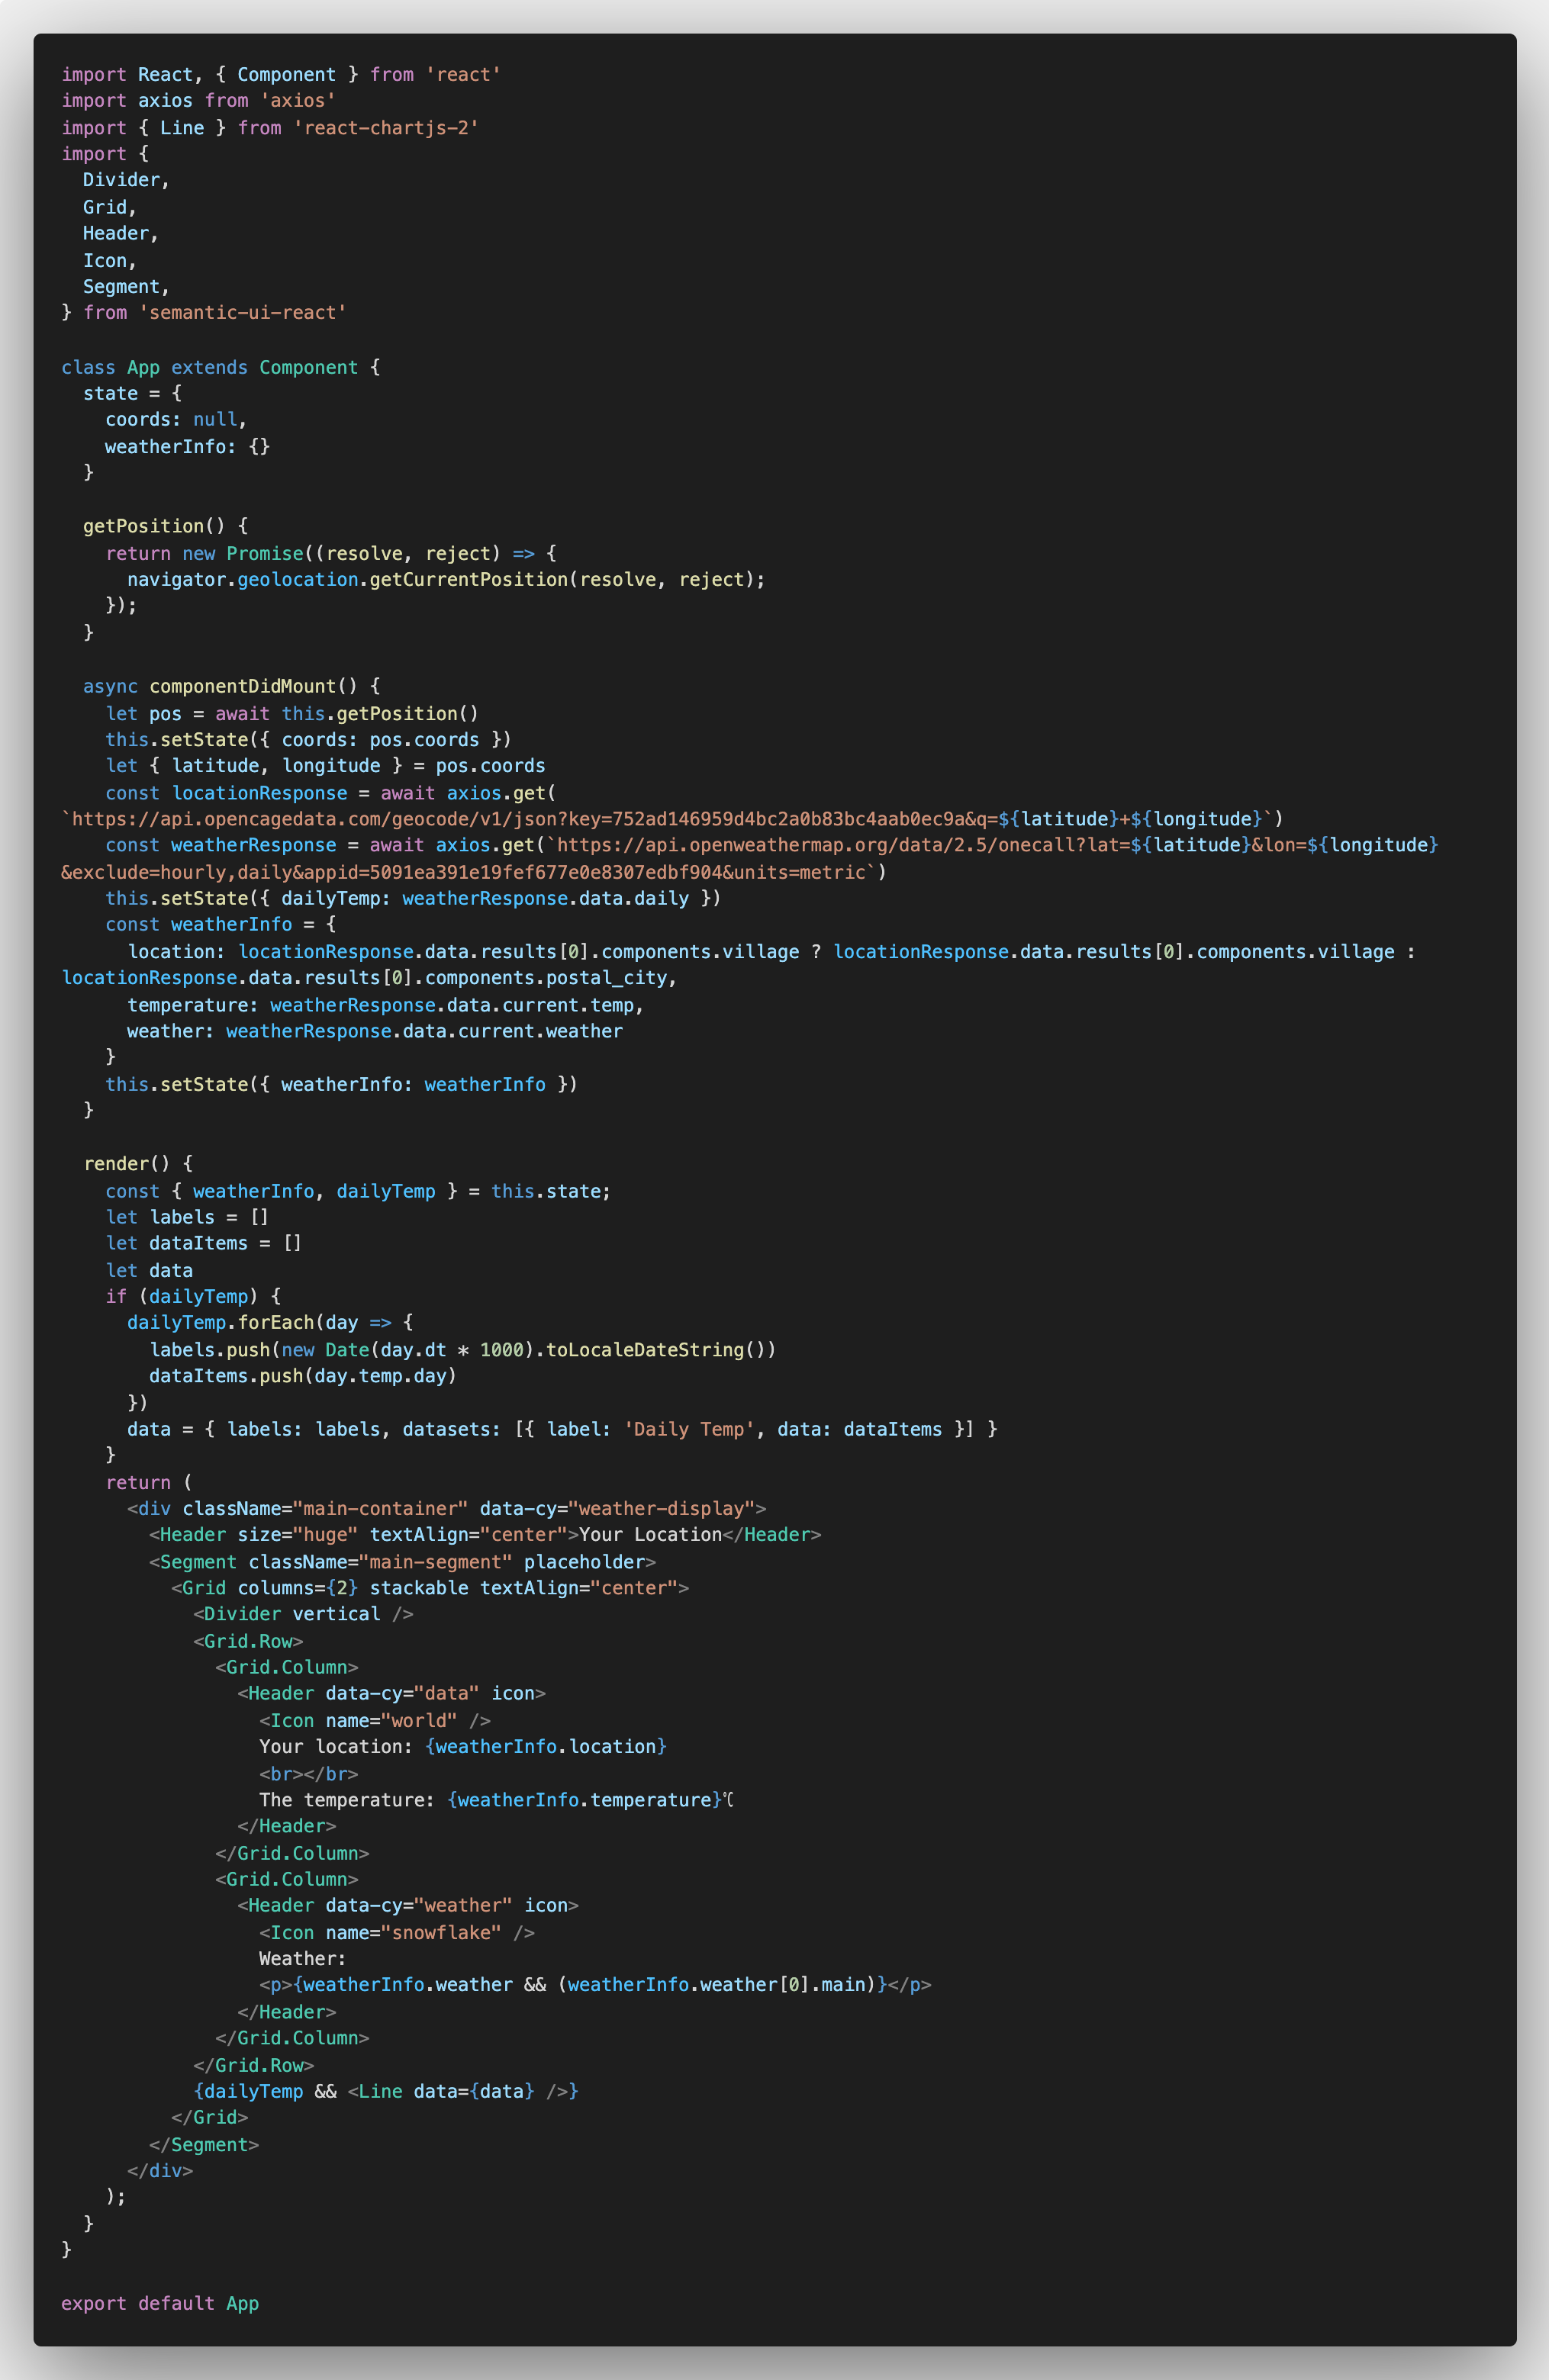 import React, { Component } from 'react'
import axios from 'axios'
import { Line } from 'react-chartjs-2'
import {
  Divider,
  Grid,
  Header,
  Icon,
  Segment,
} from 'semantic-ui-react'

class App extends Component {
  state = {
    coords: null,
    weatherInfo: {}
  }

  getPosition() {
    return new Promise((resolve, reject) => {
      navigator.geolocation.getCurrentPosition(resolve, reject);
    });
  }

  async componentDidMount() {
    let pos = await this.getPosition()
    this.setState({ coords: pos.coords })
    let { latitude, longitude } = pos.coords
    const locationResponse = await axios.get(
`https://api.opencagedata.com/geocode/v1/json?key=752ad146959d4bc2a0b83bc4aab0ec9a&q=${latitude}+${longitude}`)
    const weatherResponse = await axios.get(`https://api.openweathermap.org/data/2.5/onecall?lat=${latitude}&lon=${longitude}
&exclude=hourly,daily&appid=5091ea391e19fef677e0e8307edbf904&units=metric`)
    this.setState({ dailyTemp: weatherResponse.data.daily })
    const weatherInfo = {
      location: locationResponse.data.results[0].components.village ? locationResponse.data.results[0].components.village :
locationResponse.data.results[0].components.postal_city,
      temperature: weatherResponse.data.current.temp,
      weather: weatherResponse.data.current.weather
    }
    this.setState({ weatherInfo: weatherInfo })
  }

  render() {
    const { weatherInfo, dailyTemp } = this.state;
    let labels = []
    let dataItems = []
    let data
    if (dailyTemp) {
      dailyTemp.forEach(day => {
        labels.push(new Date(day.dt * 1000).toLocaleDateString())
        dataItems.push(day.temp.day)
      })
      data = { labels: labels, datasets: [{ label: 'Daily Temp', data: dataItems }] }
    }
    return (
      <div className="main-container" data-cy="weather-display">
        <Header size="huge" textAlign="center">Your Location</Header>
        <Segment className="main-segment" placeholder>
          <Grid columns={2} stackable textAlign="center">
            <Divider vertical />
            <Grid.Row>
              <Grid.Column>
                <Header data-cy="data" icon>
                  <Icon name="world" />
                  Your location: {weatherInfo.location}
                  <br></br>
                  The temperature: {weatherInfo.temperature}℃
                </Header>
              </Grid.Column>
              <Grid.Column>
                <Header data-cy="weather" icon>
                  <Icon name="snowflake" />
                  Weather:
                  <p>{weatherInfo.weather && (weatherInfo.weather[0].main)}</p>
                </Header>
              </Grid.Column>
            </Grid.Row>
            {dailyTemp && <Line data={data} />}
          </Grid>
        </Segment>
      </div>
    );
  }
}

export default App